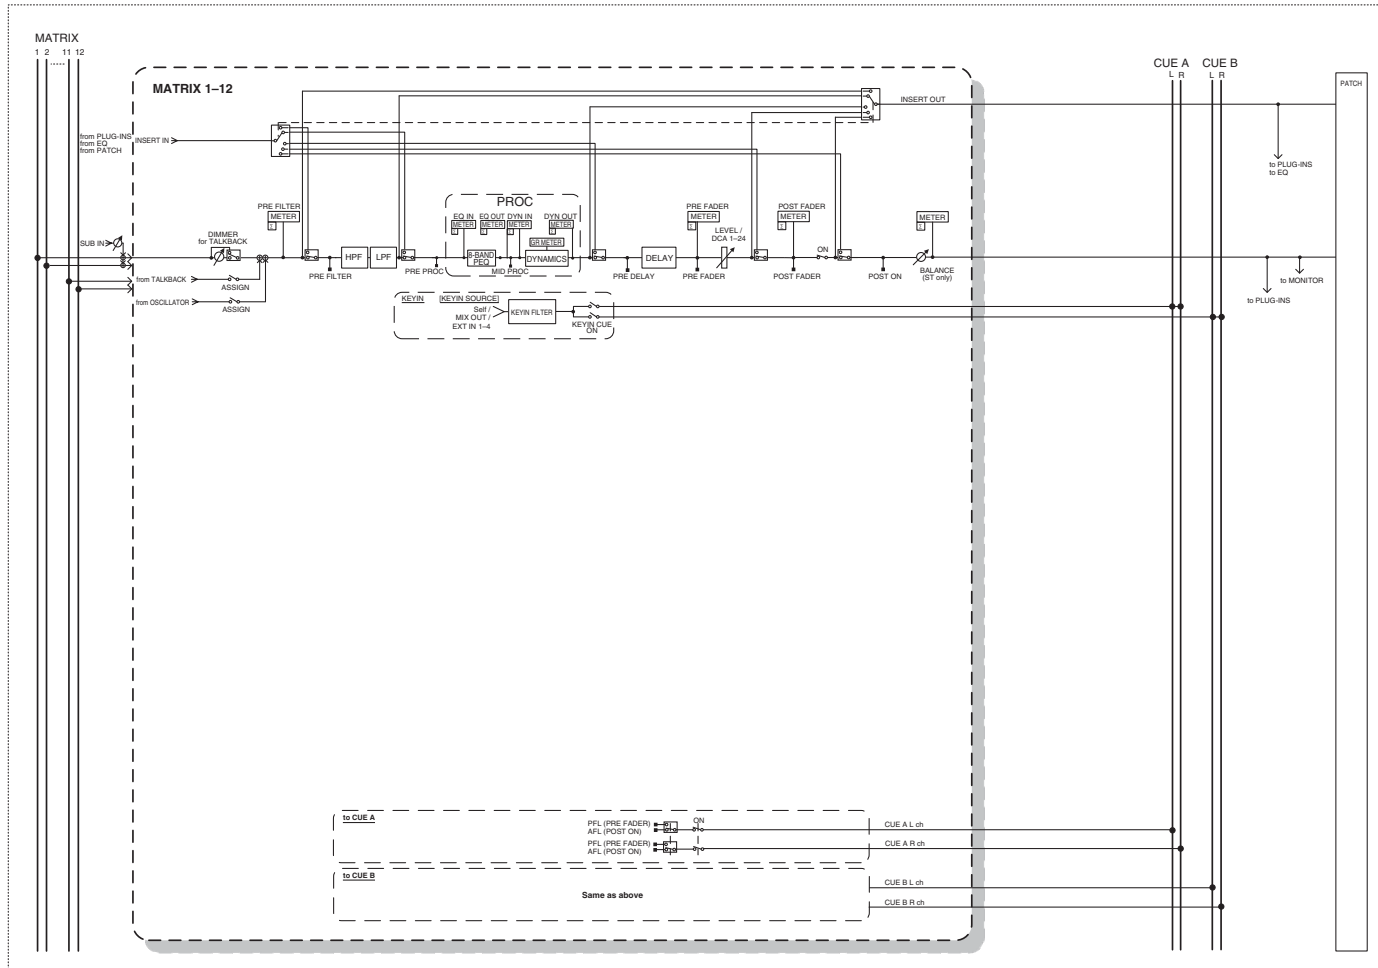 MATRIX
1 2 ..... 11 12
CUE A CUE B
L R L R
PATCH
MATRIX 1–12
INSERT OUT
from PLUG-INS
from EQ
from PATCH
INSERT IN
to PLUG-INS
to EQ
PRE FILTER
METER
Σ
PROC
EQ IN EQ OUT DYN IN DYN OUT
METER METER METER METER
Σ Σ Σ Σ
GR METER
PRE FADER
METER
Σ
POST FADER
METER
Σ
METER
Σ
SUB IN
DIMMER
for TALKBACK
LEVEL /
DCA 1–24
ON
HPF LPF
8-BAND
PEQ
DYNAMICS
DELAY
PRE FILTER
PRE PROC
MID PROC
PRE DELAY
PRE FADER
POST FADER
POST ON
BALANCE
(ST only)
to MONITOR
to PLUG-INS
from TALKBACK
ASSIGN
from OSCILLATOR
ASSIGN
KEYIN
[KEYIN SOURCE]
Self /
MIX OUT /
EXT IN 1–4
KEYIN FILTER
KEYIN CUE
ON
to CUE A
PFL (PRE FADER)
AFL (POST ON)
ON
PFL (PRE FADER)
AFL (POST ON)
CUE A L ch
CUE A R ch
to CUE B
Same as above
CUE B L ch
CUE B R ch